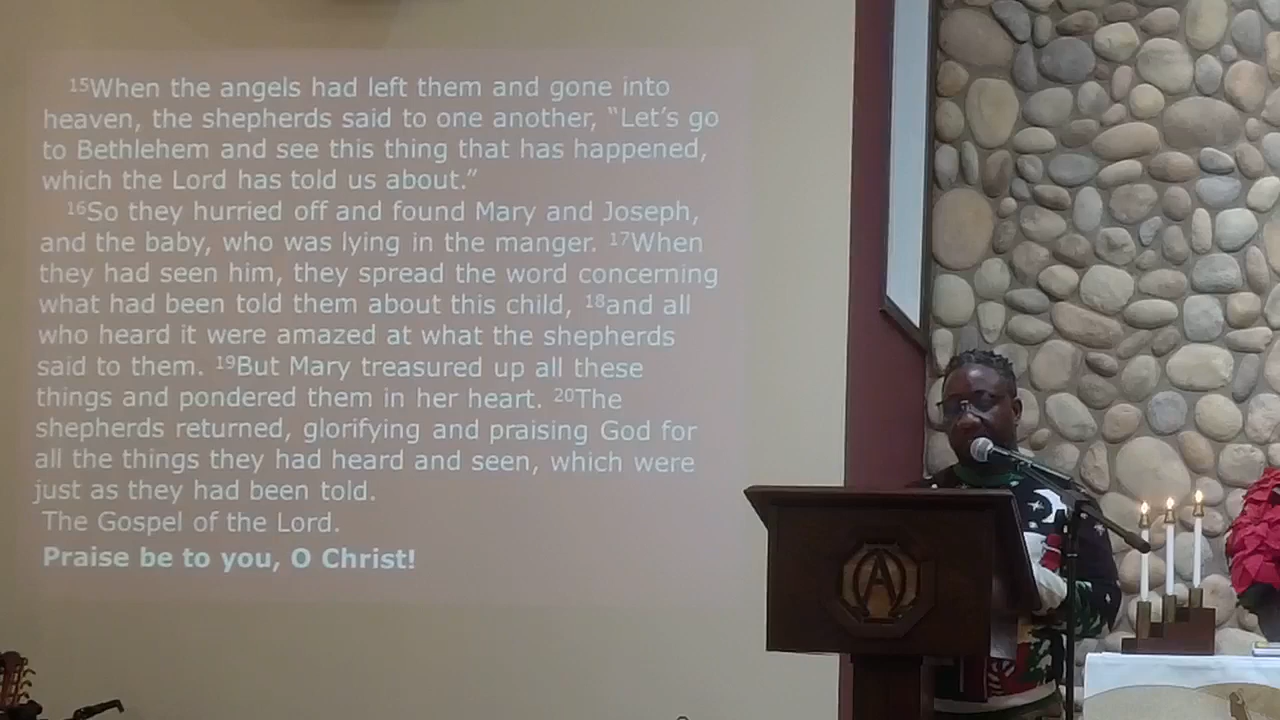 15When the angels had left them and gone into
heaven, the shepherds said to one another, “Let’s go
to Bethlehem and see this thing that has happened,
which the Lord has told us about.”
16So they hurried off and found Mary and Joseph,
and the baby, who was lying in the manger. 17When
they had seen him, they spread the word concerning
what had been told them about this child, 18and all
who heard it were amazed at what the shepherds
said to them. 19But Mary treasured up all these
things and pondered them in her heart. 20The
shepherds returned, glorifying and praising God for
all the things they had heard and seen, which were
just as they had been told.
The Gospel of the Lord.
Praise be to you, O Christ!
ΑΩ